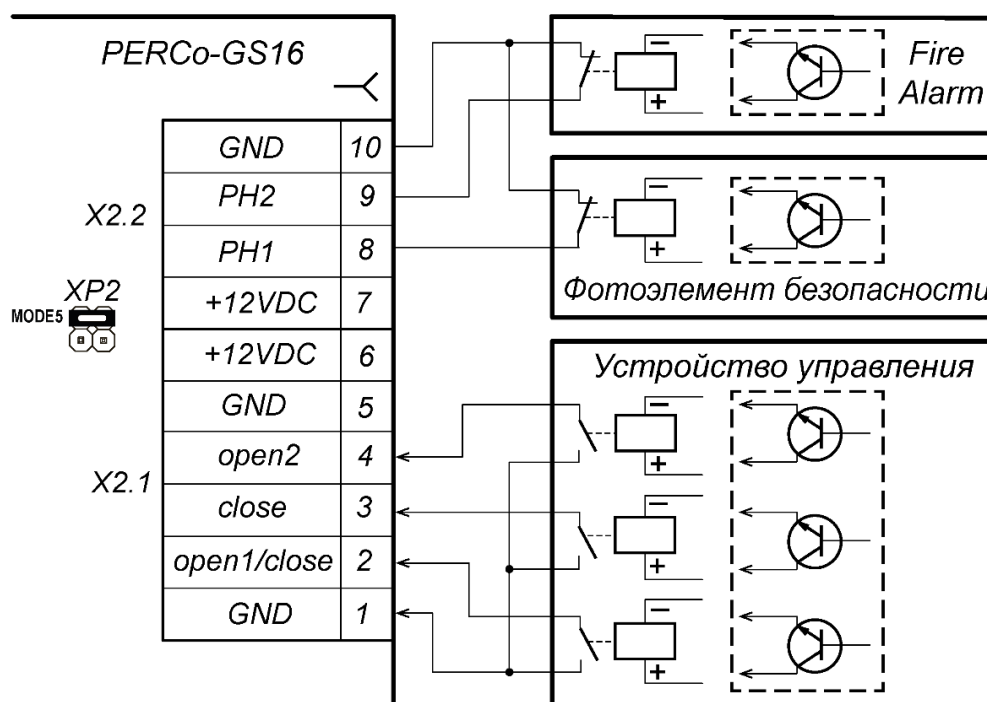 PERCo-GS16
X2.2
XP2
MODE5
X2.1
GND 10
PH2 9
PH1 8
+12VDC 7
+12VDC 6
GND 5
open2 4
close 3
open1/close 2
GND 1
− +
Fire
Alarm
− +
Фотоэлемент безопасности
Устройство управления
− +
− +
− +